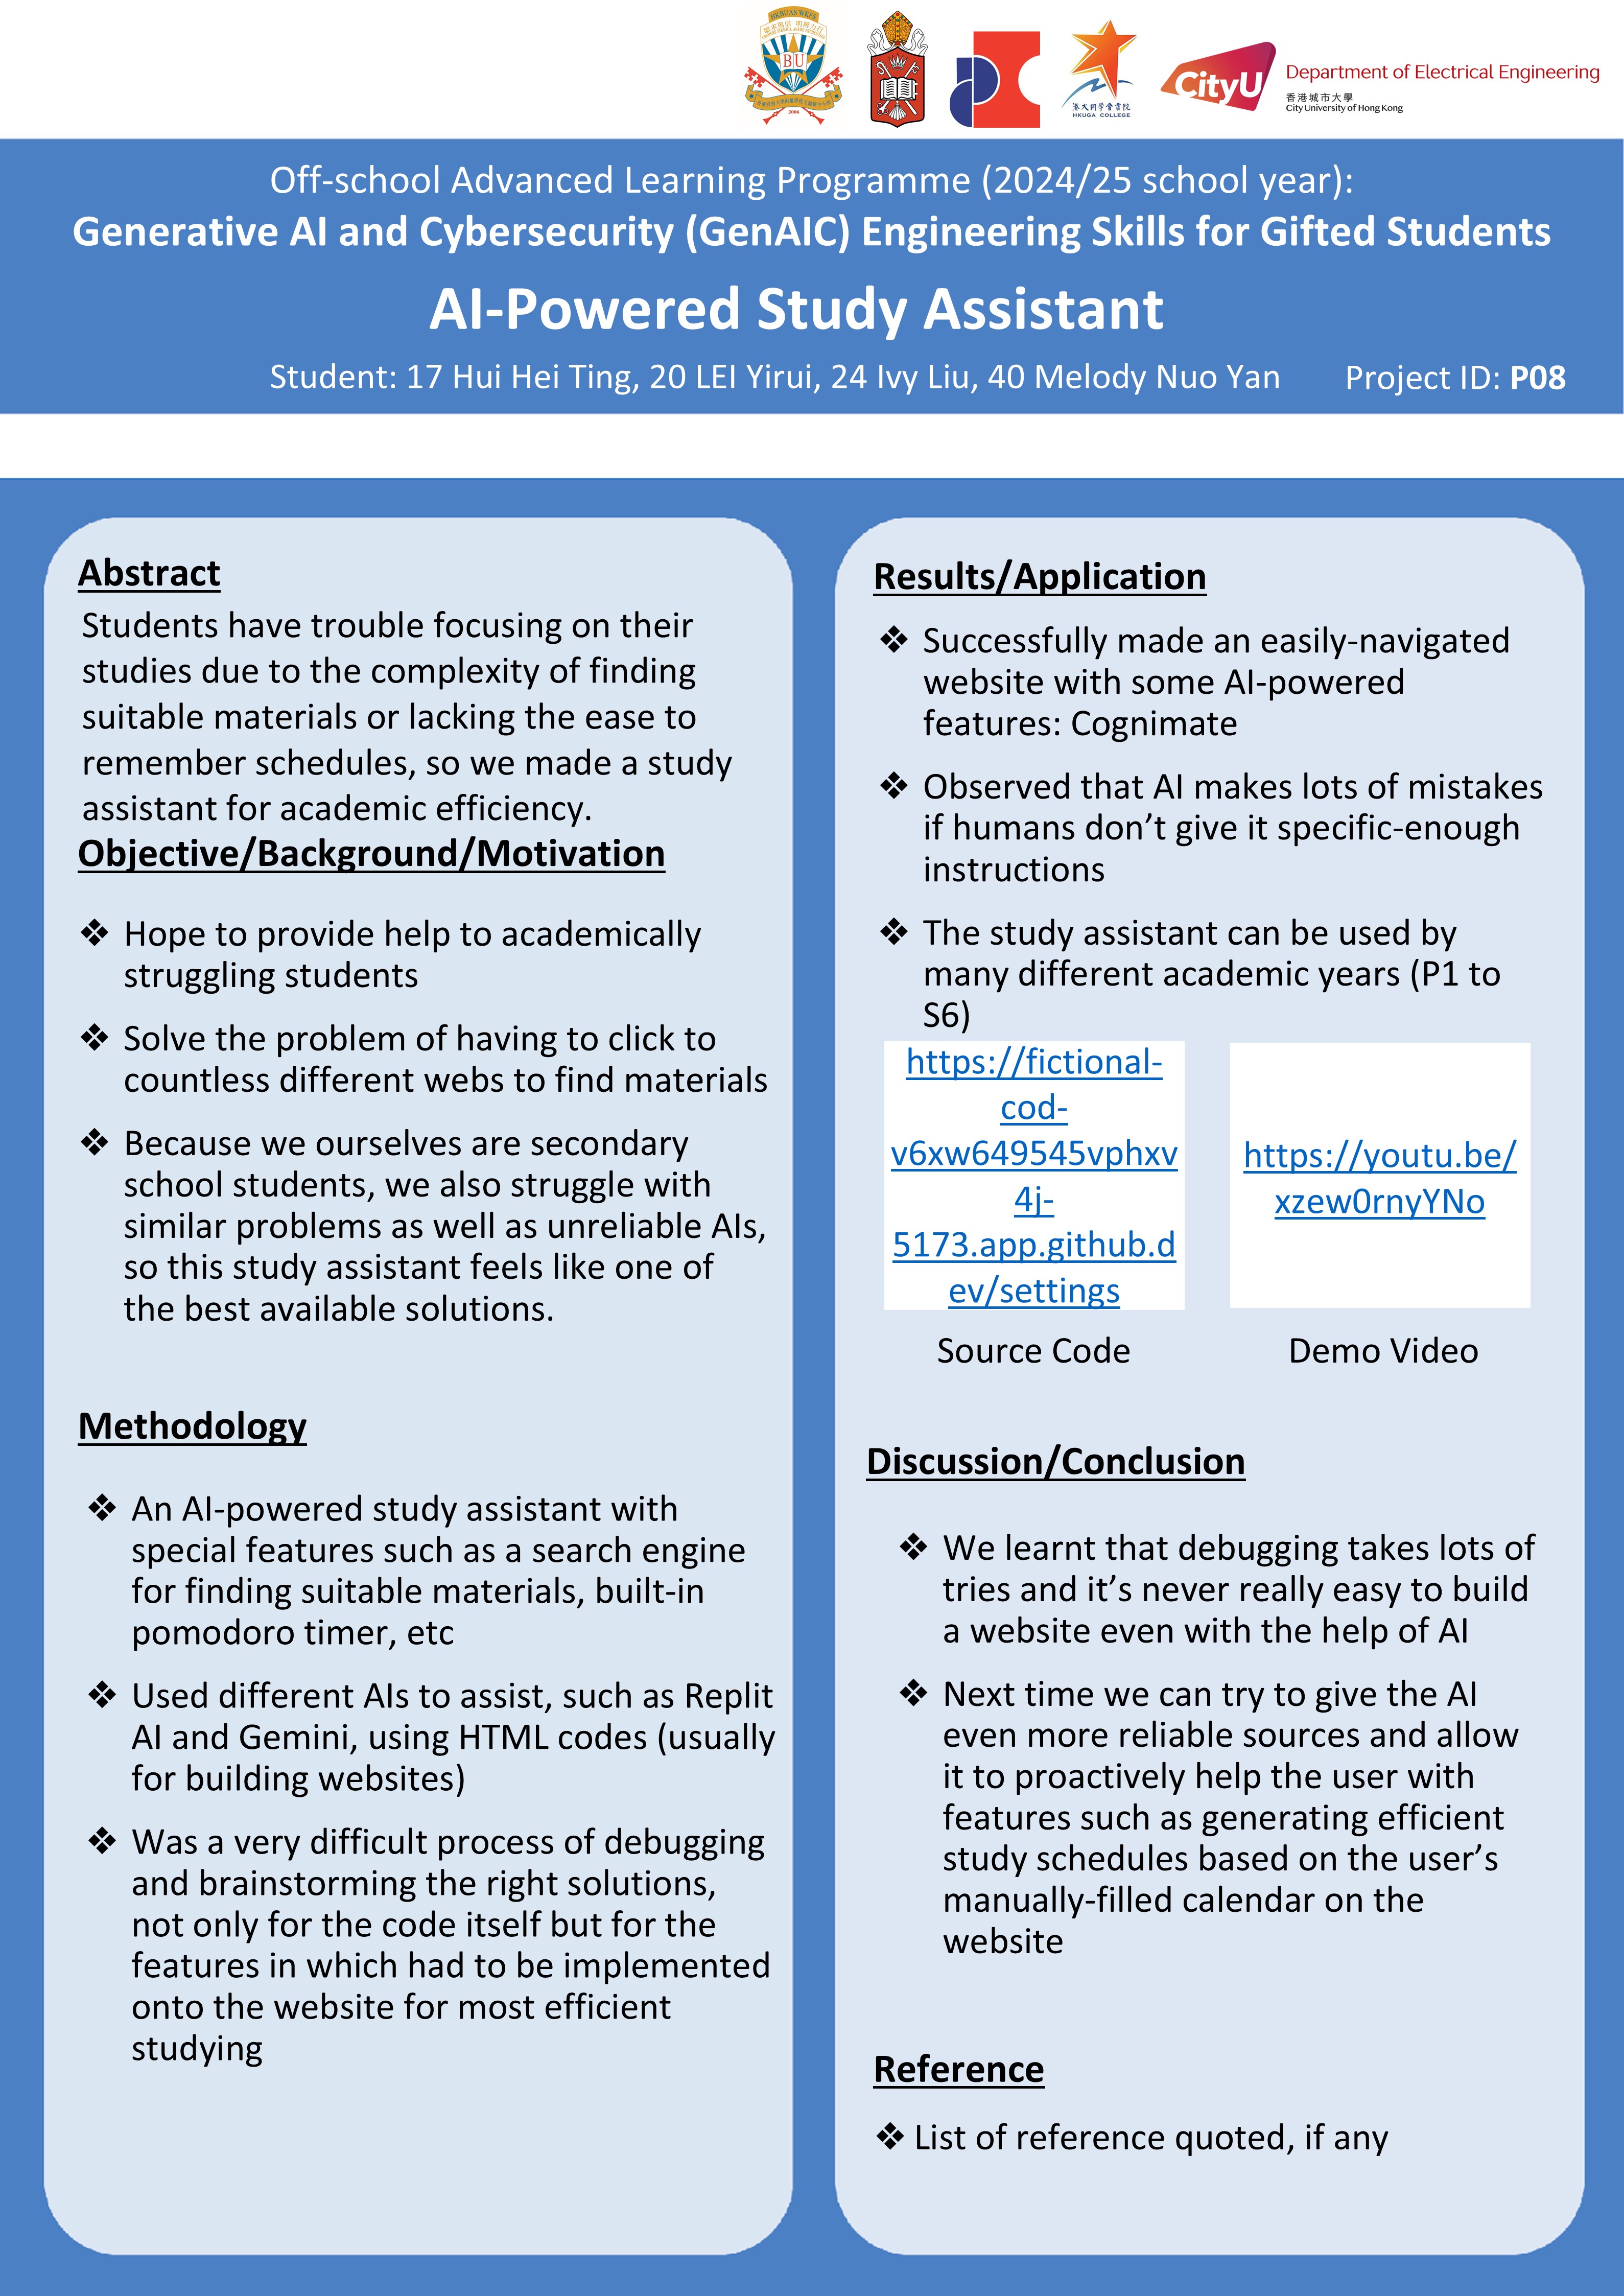 HKBUAS WKFS
BU
2006
港大同學會書院
HKUGA COLLEGE
CityU
Department of Electrical Engineering
香港城市大學
City University of Hong Kong
Off-school Advanced Learning Programme (2024/25 school year):
Generative AI and Cybersecurity (GenAIC) Engineering Skills for Gifted Students
AI-Powered Study Assistant
Student: 17 Hui Hei Ting, 20 LEI Yirui, 24 Ivy Liu, 40 Melody Nuo Yan
Project ID: P08
Abstract
Students have trouble focusing on their
studies due to the complexity of finding
suitable materials or lacking the ease to
remember schedules, so we made a study
assistant for academic efficiency.
Objective/Background/Motivation
❖ Hope to provide help to academically
struggling students
❖ Solve the problem of having to click to
countless different webs to find materials
❖ Because we ourselves are secondary
school students, we also struggle with
similar problems as well as unreliable AIs,
so this study assistant feels like one of
the best available solutions.
Methodology
❖ An AI-powered study assistant with
special features such as a search engine
for finding suitable materials, built-in
pomodoro timer, etc
❖ Used different AIs to assist, such as Replit
AI and Gemini, using HTML codes (usually
for building websites)
❖ Was a very difficult process of debugging
and brainstorming the right solutions,
not only for the code itself but for the
features in which had to be implemented
onto the website for most efficient
studying
Results/Application
❖ Successfully made an easily-navigated
website with some AI-powered
features: Cognimate
❖ Observed that AI makes lots of mistakes
if humans don’t give it specific-enough
instructions
❖ The study assistant can be used by
many different academic years (P1 to
S6)
https://fictional-
cod-
v6xw649545vphxv
4j-
5173.app.github.d
ev/settings
Source Code
https://youtu.be/
xzew0rnyYNo
Demo Video
Discussion/Conclusion
❖ We learnt that debugging takes lots of
tries and it’s never really easy to build
a website even with the help of AI
❖ Next time we can try to give the AI
even more reliable sources and allow
it to proactively help the user with
features such as generating efficient
study schedules based on the user’s
manually-filled calendar on the
website
Reference
❖ List of reference quoted, if any